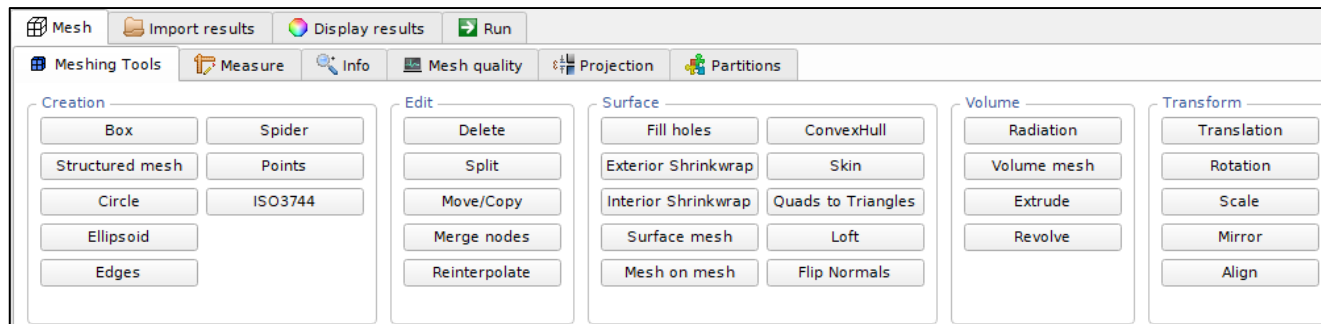 Mesh Import results Display results Run
Meshing Tools Measure Info Mesh quality Projection Partitions
Creation Edit Surface Volume Transform
Box Spider Delete Fill holes ConvexHull Radiation Translation
Structured mesh Points Split Exterior Shrinkwrap Skin Volume mesh Rotation
Circle ISO3744 Move/Copy Interior Shrinkwrap Quads to Triangles Extrude Scale
Ellipsoid Merge nodes Surface mesh Loft Revolve Mirror
Edges Reinterpolate Mesh on mesh Flip Normals Align